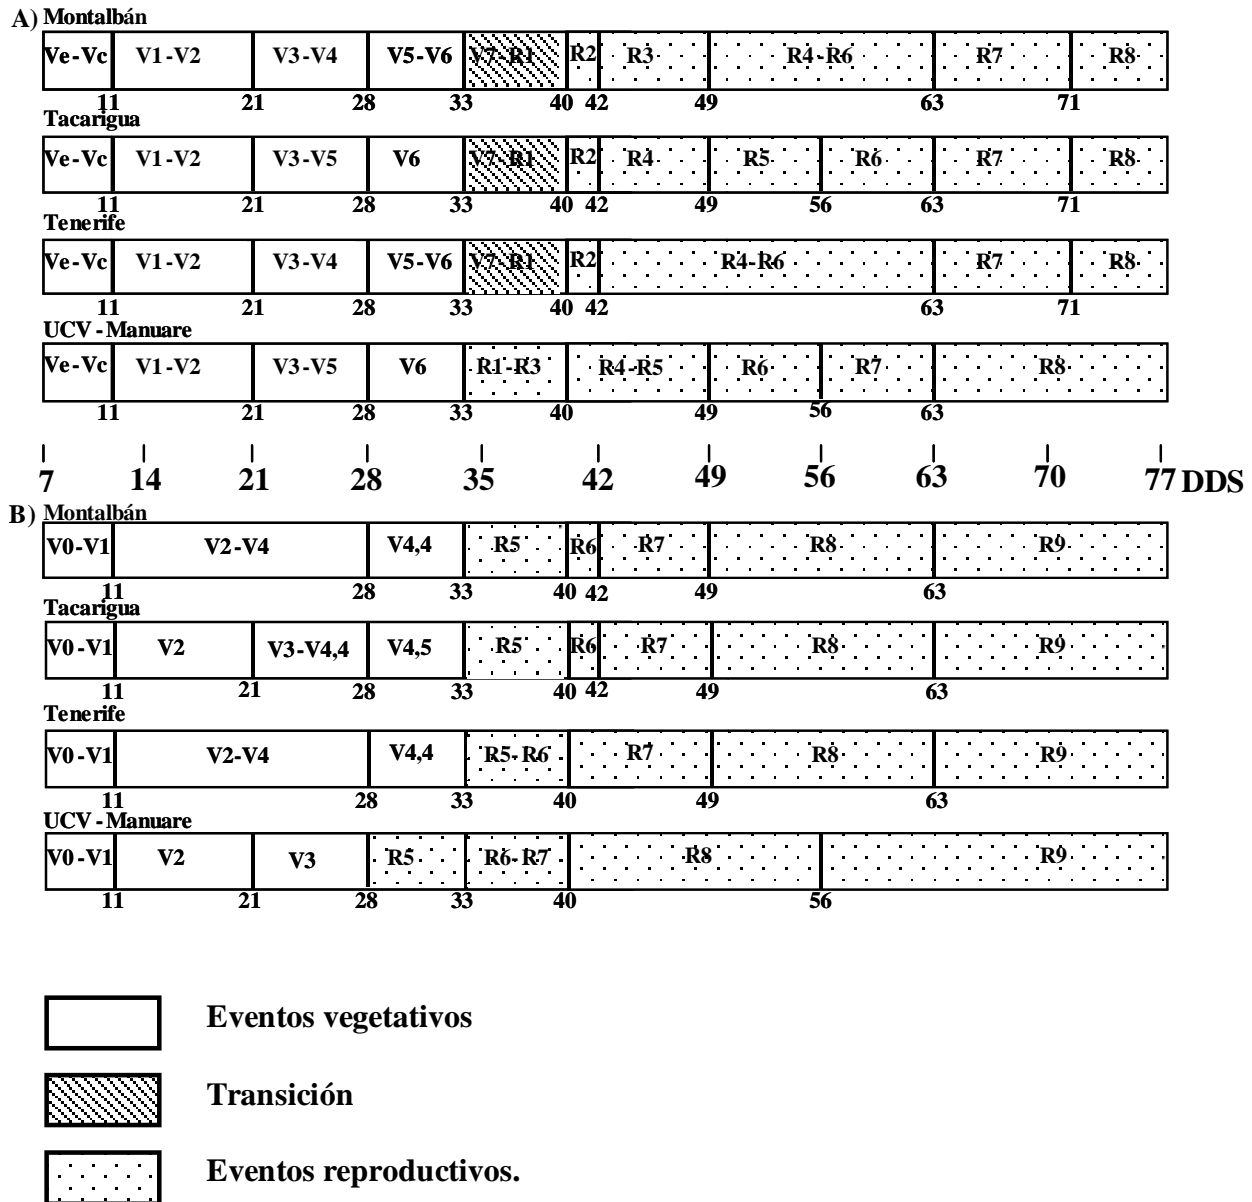 A) Montalbán
Ve-Vc V1-V2 V3-V4 V5-V6 V7-R1 R2 R3 R4-R6 R7 R8
11 21 28 33 40 42 49 63 71
Tacarigua
Ve-Vc V1-V2 V3-V5 V6 V7-R1 R2 R4 R5 R6 R7 R8
11 21 28 33 40 42 49 56 63 71
Tenerife
Ve-Vc V1-V2 V3-V4 V5-V6 V7-R1 R2 R4-R6 R7 R8
11 21 28 33 40 42 63 71
UCV - Manuare
Ve-Vc V1-V2 V3-V5 V6 R1-R3 R4-R5 R6 R7 R8
11 21 28 33 40 49 56 63
7 14 21 28 35 42 49 56 63 70 77 DDS
B) Montalbán
V0-V1 V2-V4 V4,4 R5 R6 R7 R8 R9
11 28 33 40 42 49 63
Tacarigua
V0-V1 V2 V3-V4,4 V4,5 R5 R6 R7 R8 R9
11 21 28 33 40 42 49 63
Tenerife
V0-V1 V2-V4 V4,4 R5-R6 R7 R8 R9
11 28 33 40 49 63
UCV - Manuare
V0-V1 V2 V3 R5 R6-R7 R8 R9
11 21 28 33 40 56
Eventos vegetativos
Transición
Eventos reproductivos.